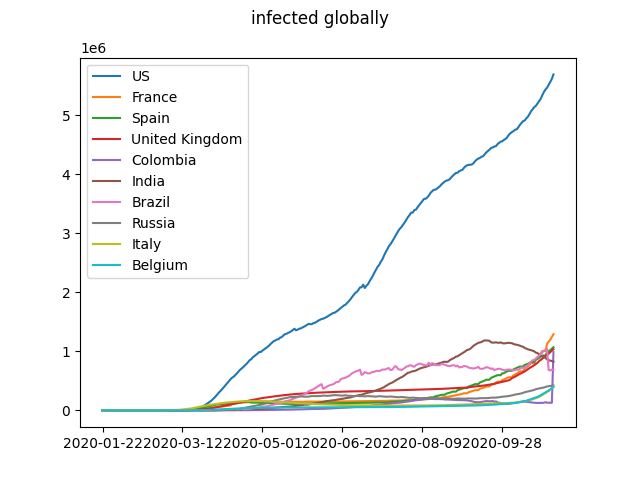 infected globally
1e6
5
4
3
2
1
0
US
France
Spain
United Kingdom
Colombia
India
Brazil
Russia
Italy
Belgium
2020-01-222020-03-122020-05-012020-06-202020-08-092020-09-28